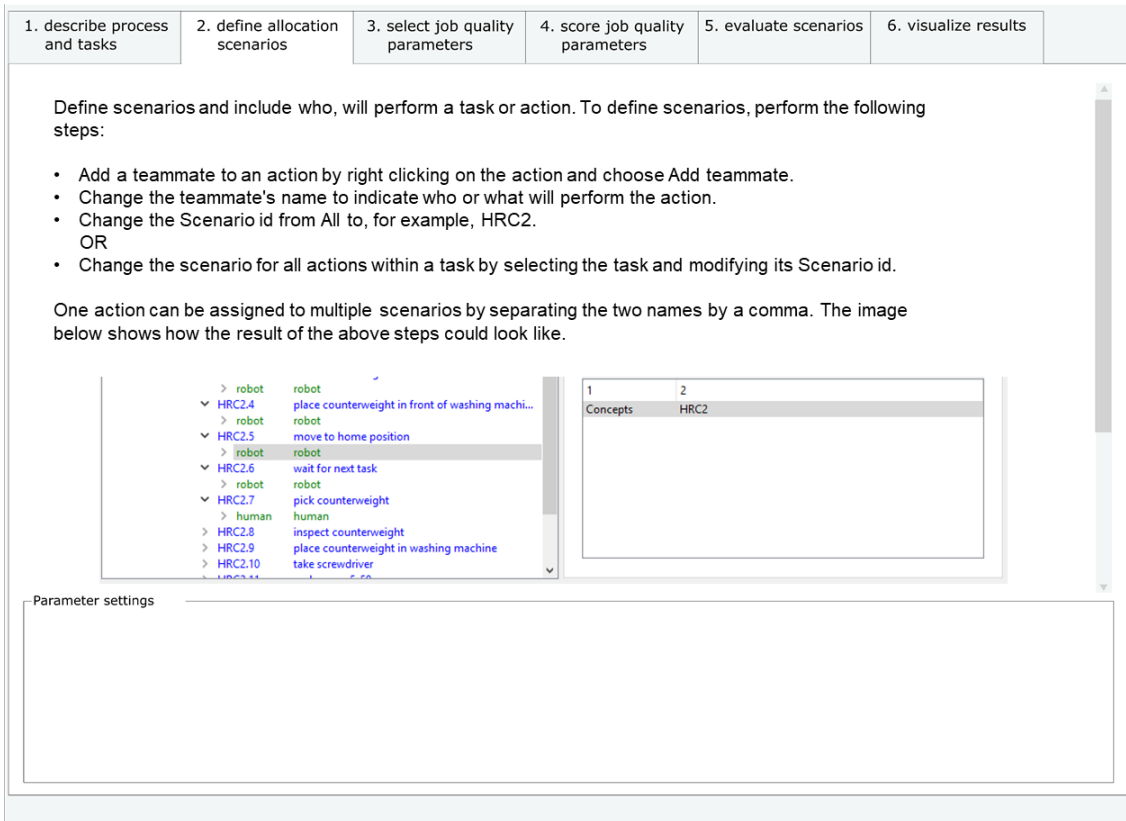 1. describe process and tasks
2. define allocation scenarios
3. select job quality parameters
4. score job quality parameters
5. evaluate scenarios
6. visualize results
Define scenarios and include who, will perform a task or action. To define scenarios, perform the following
steps:
• Add a teammate to an action by right clicking on the action and choose Add teammate.
• Change the teammate's name to indicate who or what will perform the action.
• Change the Scenario id from All to, for example, HRC2.
OR
• Change the scenario for all actions within a task by selecting the task and modifying its Scenario id.
One action can be assigned to multiple scenarios by separating the two names by a comma. The image
below shows how the result of the above steps could look like.
robot robot
HRC2.4 place counterweight in front of washing machi...
robot robot
HRC2.5 move to home position
robot robot
HRC2.6 wait for next task
robot robot
HRC2.7 pick counterweight
human human
HRC2.8 inspect counterweight
HRC2.9 place counterweight in washing machine
HRC2.10 take screwdriver
1 2
Concepts HRC2
Parameter settings